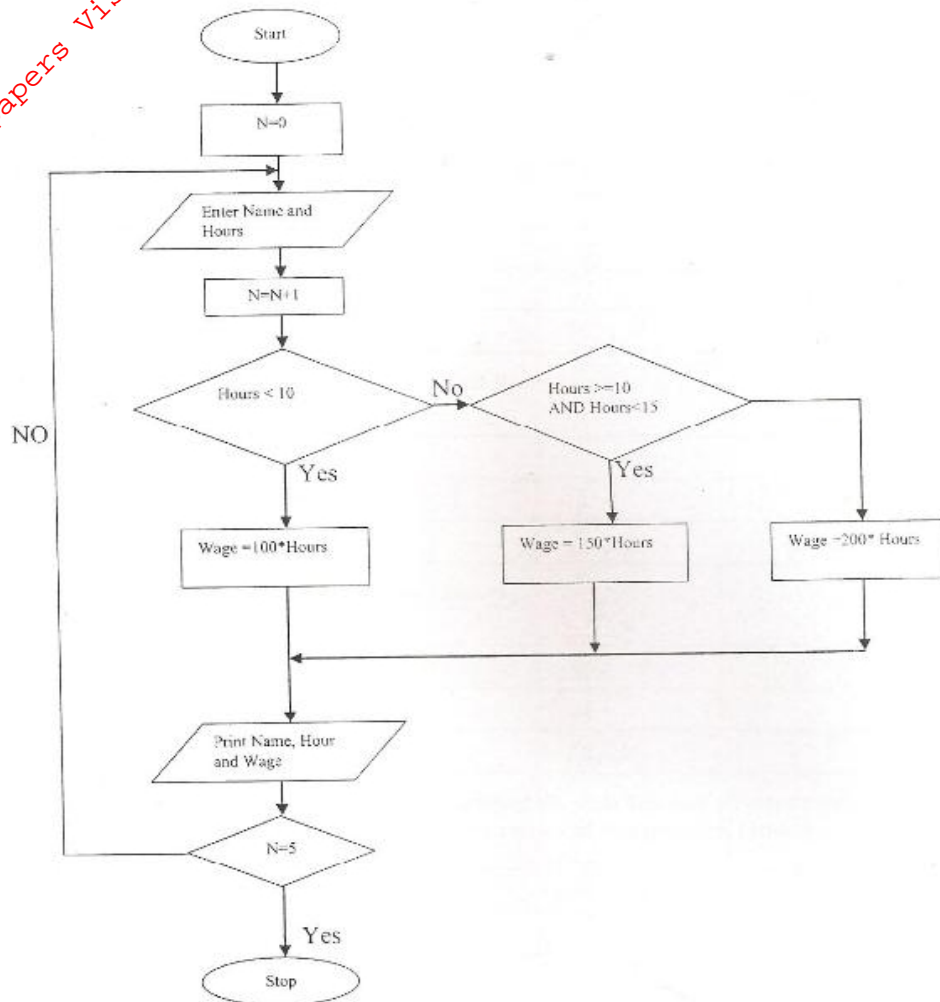 apers Vis
Start
N=0
Enter Name and
Hours
N=N+1
Hours < 10
No
Hours >=10
AND Hours<15
NO
Yes
Yes
Wage =100*Hours
Wage = 150*Hours
Wage =200* Hours
Print Name, Hour
and Wage
N=5
Yes
Stop